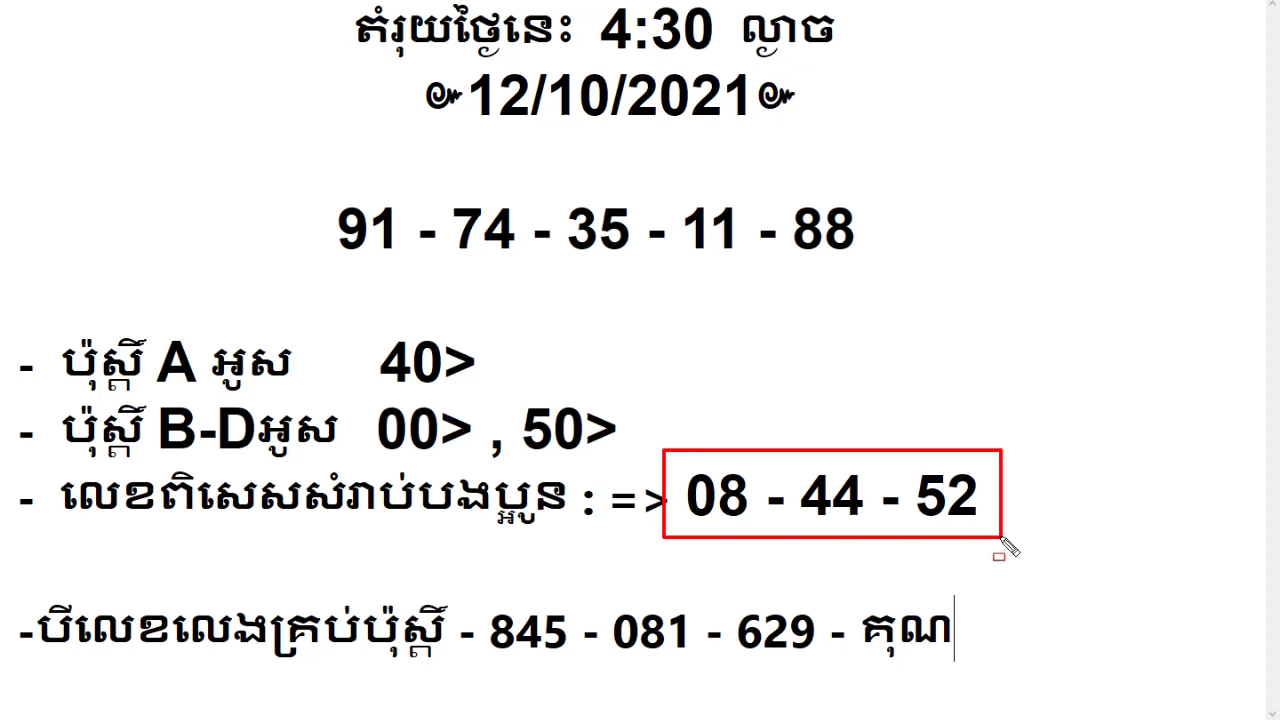 តំរុយថ្ងៃនេះ 4:30 ល្ងាច
๛12/10/2021๛
91 - 74 - 35 - 11 - 88
- ប៉ុស្តិ៍ A អូស 40>
- ប៉ុស្តិ៍ B-Dអូស 00> , 50>
- លេខពិសេសសំរាប់បងប្អូន : => 08 - 44 - 52
-បីលេខលេងគ្រប់ប៉ុស្តិ៍ - 845 - 081 - 629 - គុណ